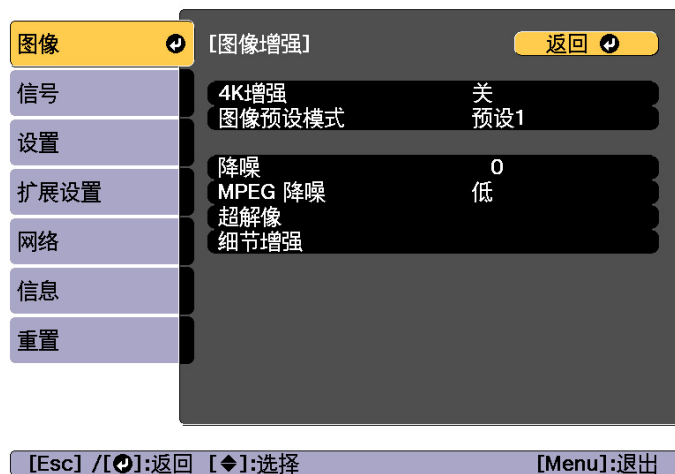 图像
信号
设置
扩展设置
网络
信息
重置
[图像增强] 返回
4K增强 关
图像预设模式 预设1
降噪 0
MPEG 降噪 低
超解像
细节增强
[Esc] /[]:返回 []:选择 [Menu]:退出